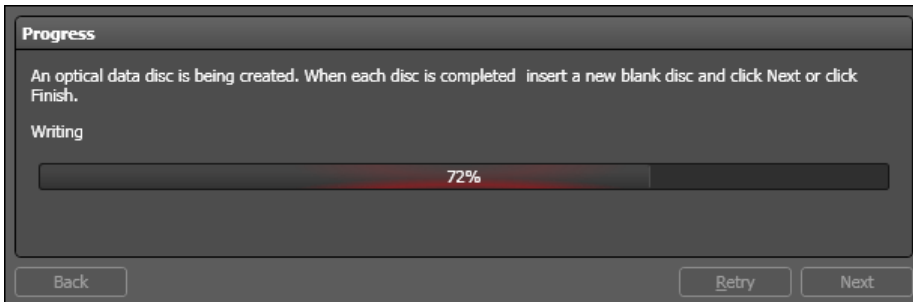 Progress
An optical data disc is being created. When each disc is completed  insert a new blank disc and click Next or click
Finish.
Writing
72%
Back
Retry
Next